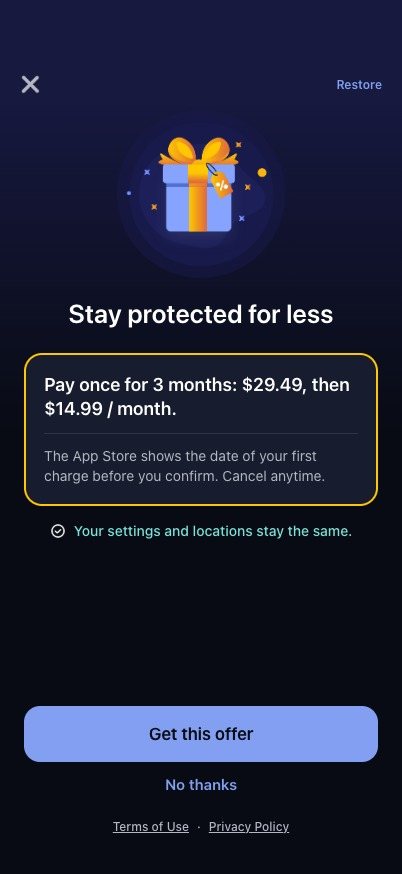 Restore
%
Stay protected for less
Pay once for 3 months: $29.49, then
$14.99 / month.
The App Store shows the date of your first
charge before you confirm. Cancel anytime.
Your settings and locations stay the same.
Get this offer
No thanks
Terms of Use · Privacy Policy